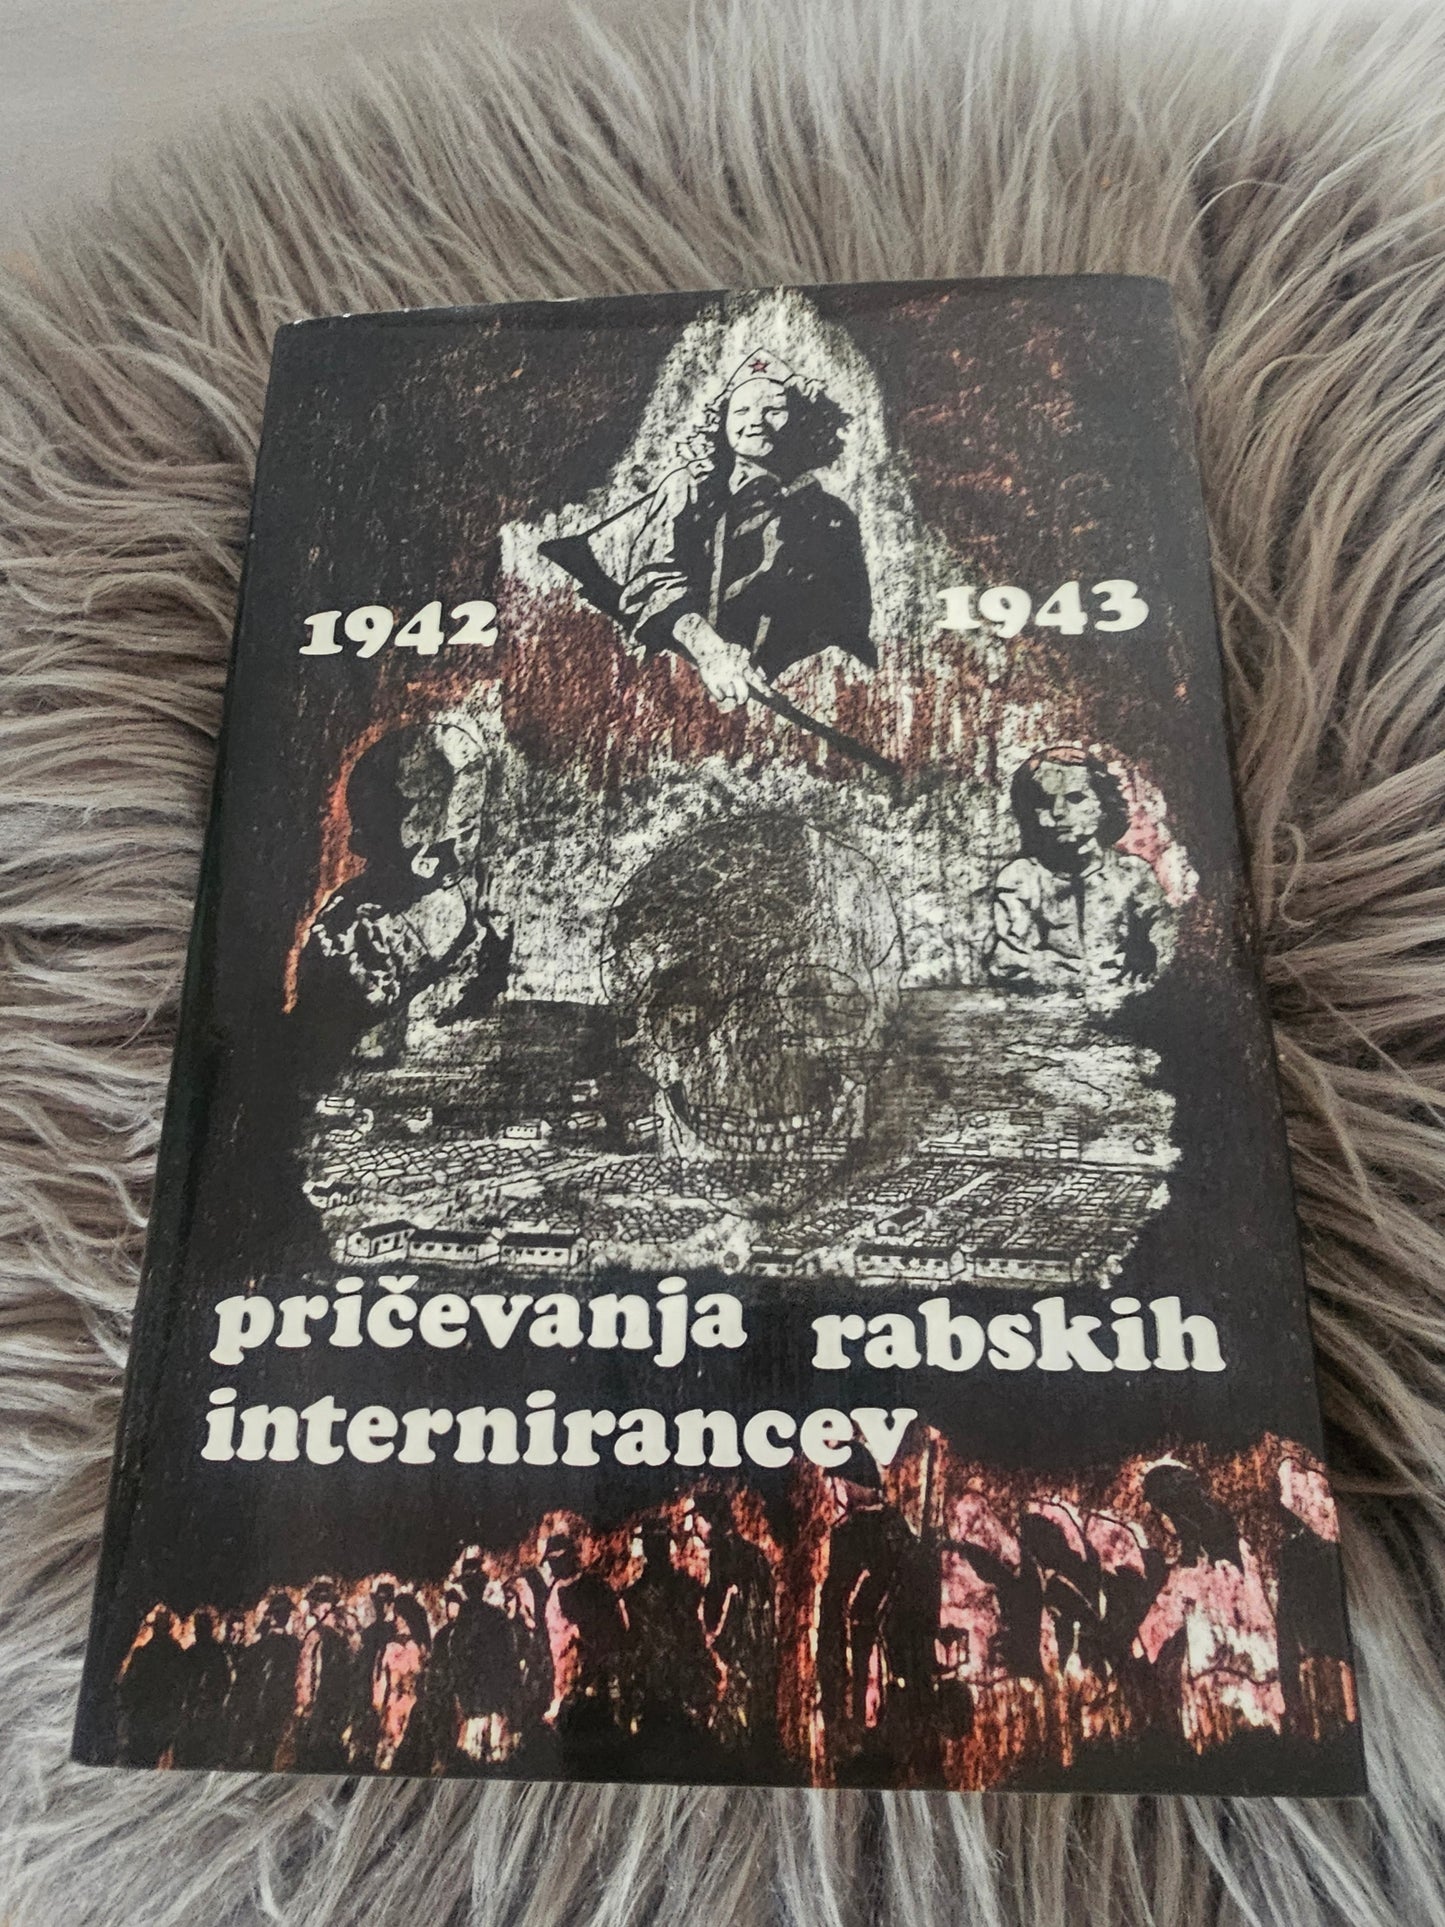 1942 1943
pričevanja rabskih
internirancev